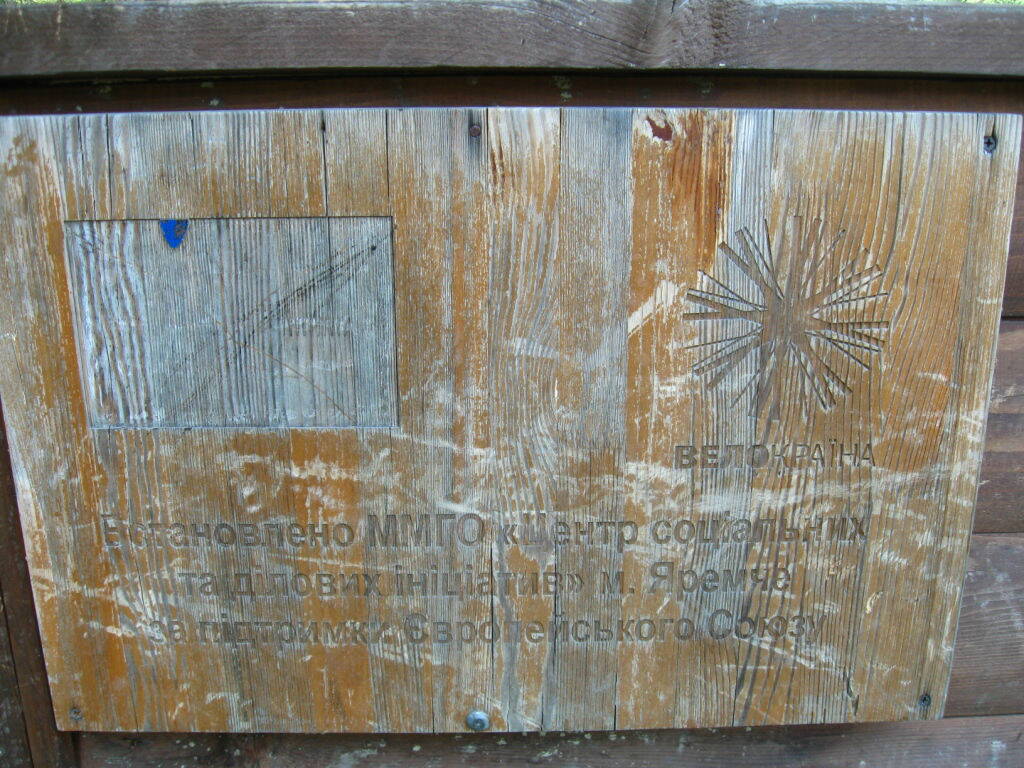 ВЕЛОКРАЇНА
Встановлено ММГО «Центр соціальних
та ділових ініціатив» м. Яремче
за підтримки Європейського Союзу